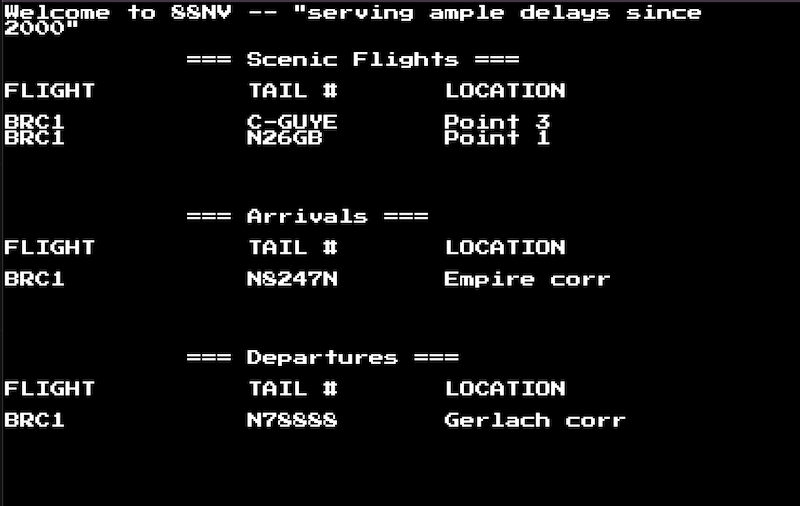 Welcome to 88NV -- "serving ample delays since
2000"
=== Scenic Flights ===
FLIGHT TAIL # LOCATION
BRC1 C-GUYE Point 3
BRC1 N26GB Point 1
=== Arrivals ===
FLIGHT TAIL # LOCATION
BRC1 N8247N Empire corr
=== Departures ===
FLIGHT TAIL # LOCATION
BRC1 N78888 Gerlach corr